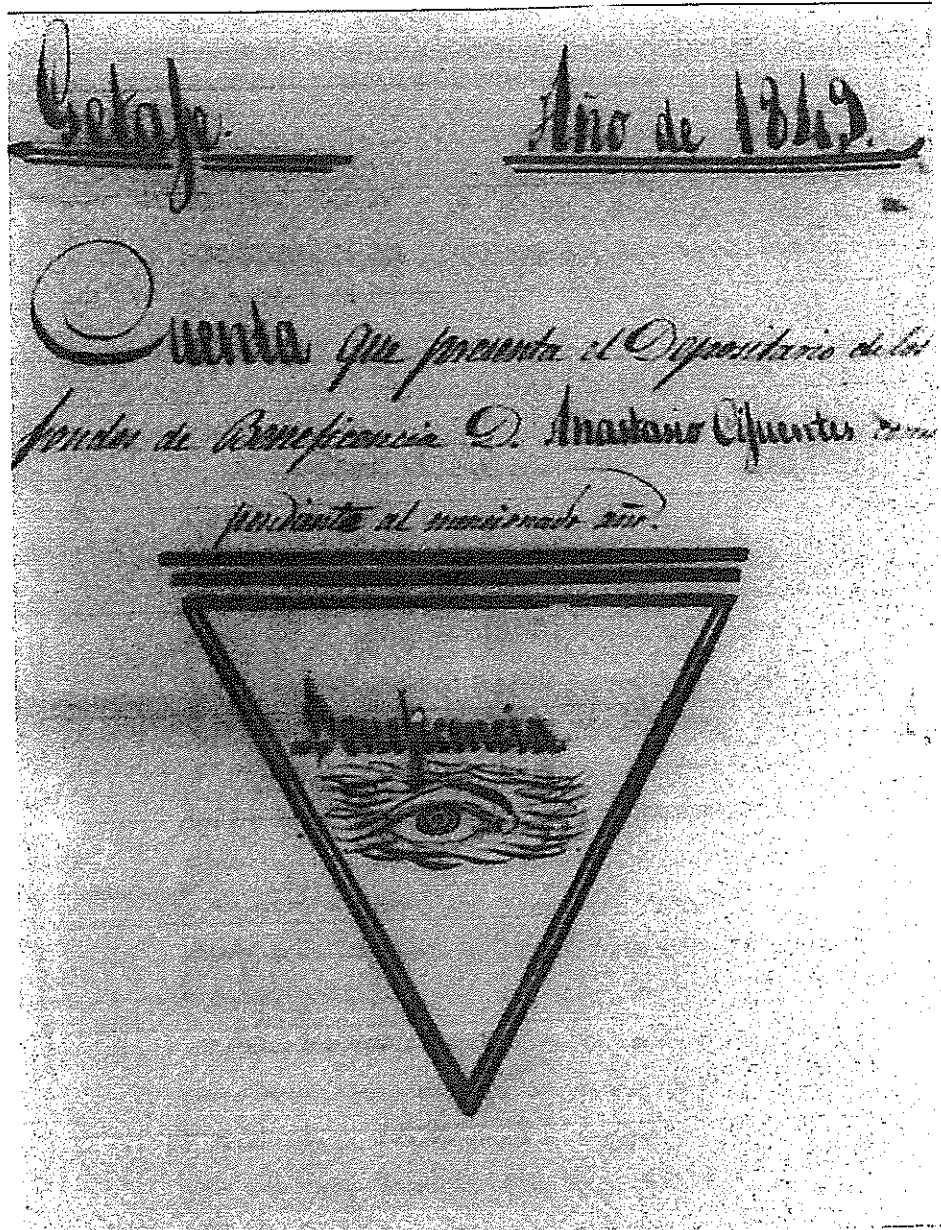 Getafe. Año de 1849.
Cuenta que presenta el Depositario de los
fondos de Beneficencia D. Anastasio Cifuentes
pondiente al mencionado año.
Beneficencia.